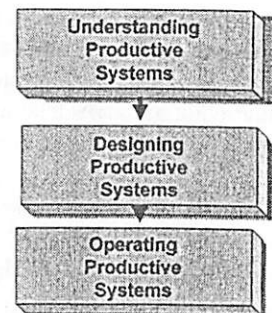 Understanding
Productive
Systems
Designing
Productive
Systems
Operating
Productive
Systems